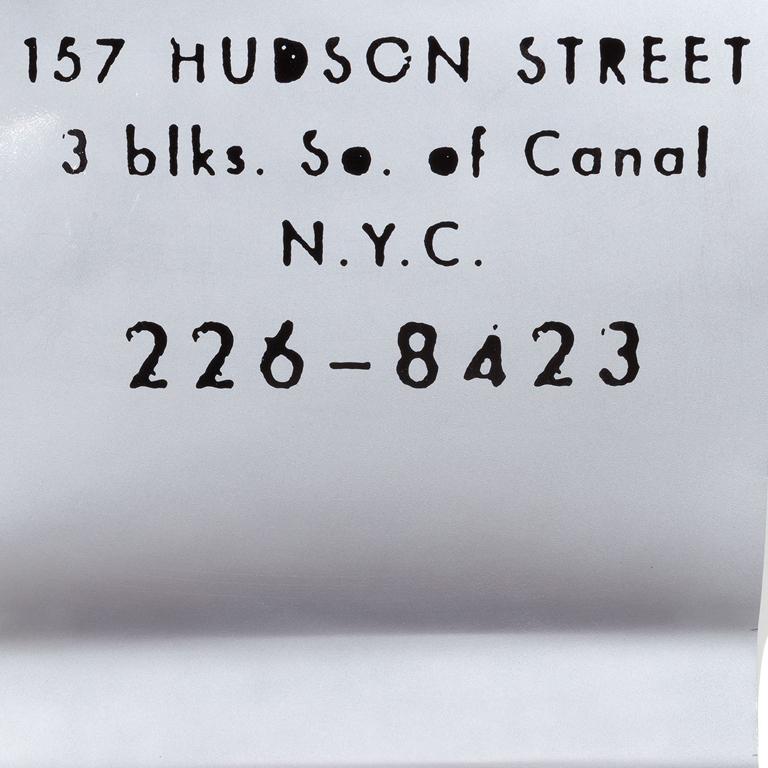 157 HUDSON STREET
3 blks. So. of Canal
N.Y.C.
226-8423